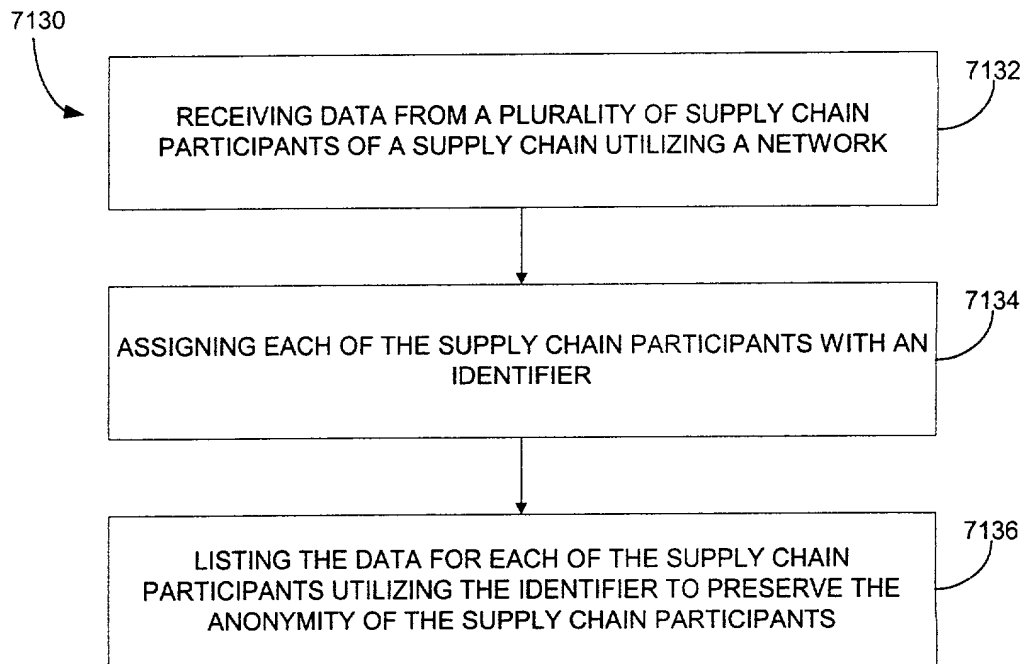 7130
7132
RECEIVING DATA FROM A PLURALITY OF SUPPLY CHAIN
PARTICIPANTS OF A SUPPLY CHAIN UTILIZING A NETWORK
7134
ASSIGNING EACH OF THE SUPPLY CHAIN PARTICIPANTS WITH AN
IDENTIFIER
7136
LISTING THE DATA FOR EACH OF THE SUPPLY CHAIN
PARTICIPANTS UTILIZING THE IDENTIFIER TO PRESERVE THE
ANONYMITY OF THE SUPPLY CHAIN PARTICIPANTS